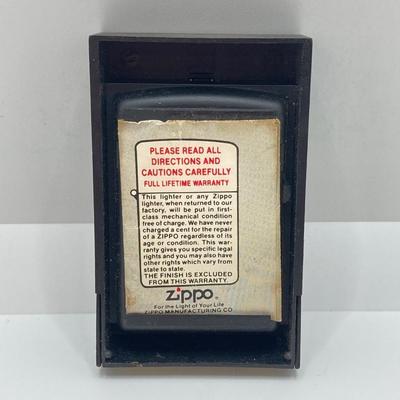 PLEASE READ ALL
DIRECTIONS AND
CAUTIONS CAREFULLY
FULL LIFETIME WARRANTY
This lighter or any Zippo
lighter, when returned to our
factory, will be put in first-
class mechanical condition
free of charge. We have never
charged a cent for the repair
of a ZIPPO regardless of its
age or condition. This war-
ranty gives you specific legal
rights and you may also have
other rights which vary from
state to state.
THE FINISH IS EXCLUDED
FROM THIS WARRANTY.
Zippo®
For the Light of Your Life
ZIPPO MANUFACTURING CO